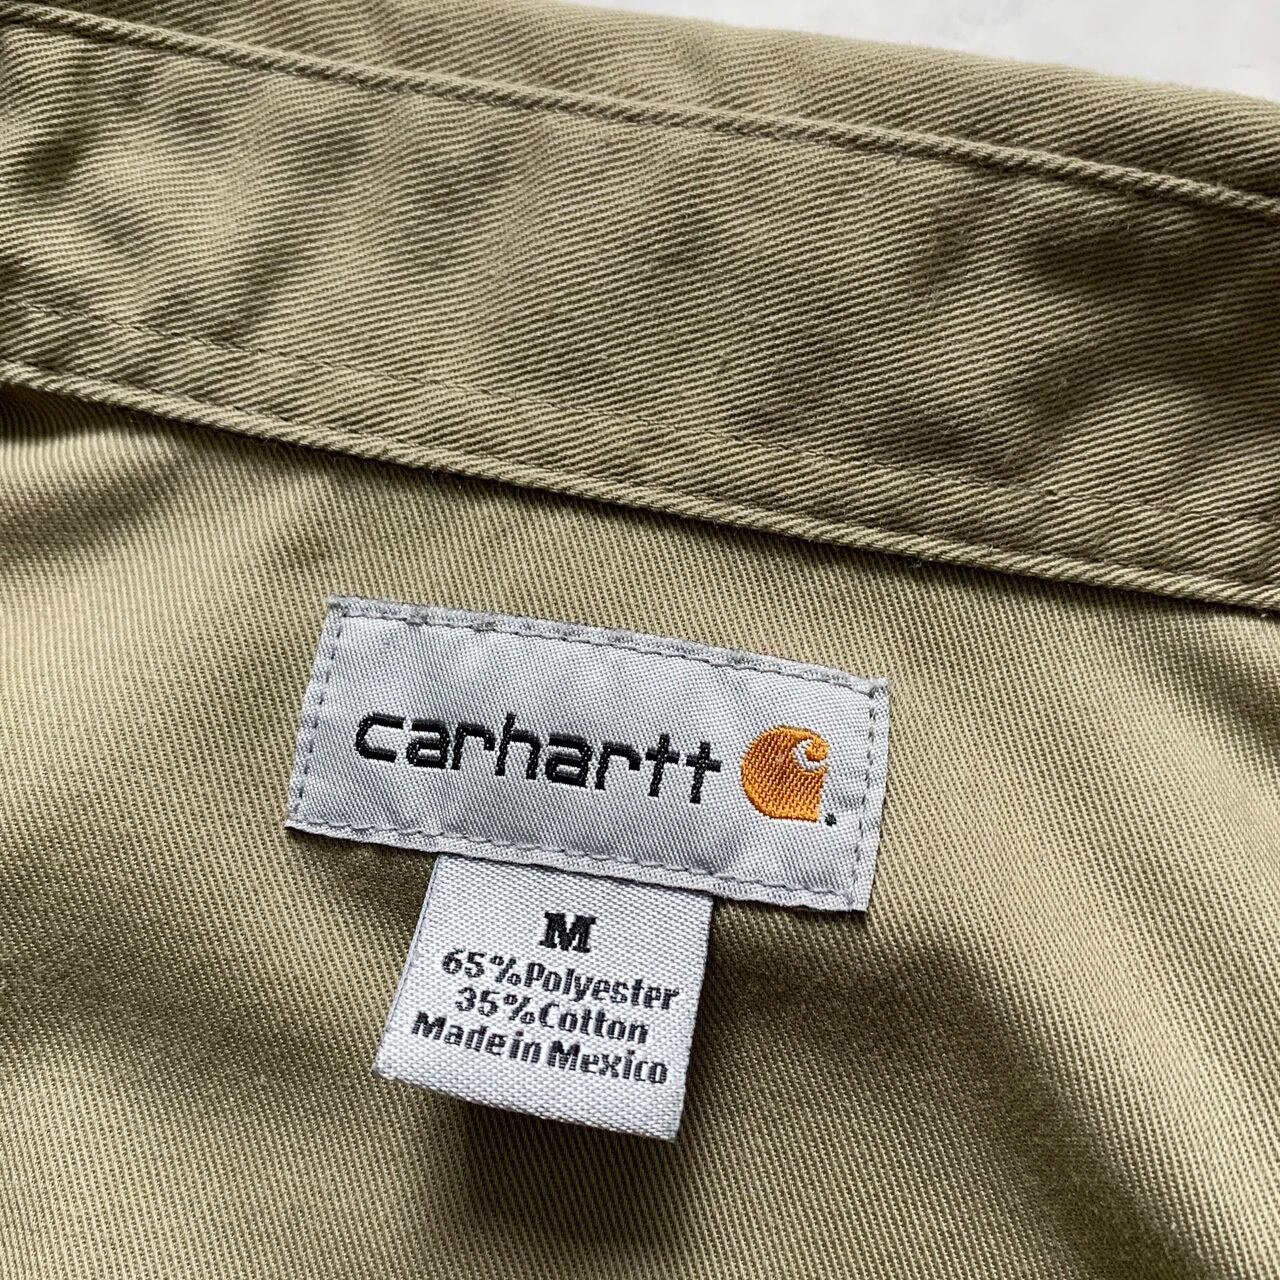 carhartt
M
65%Polyester
35%Cotton
Made in Mexico